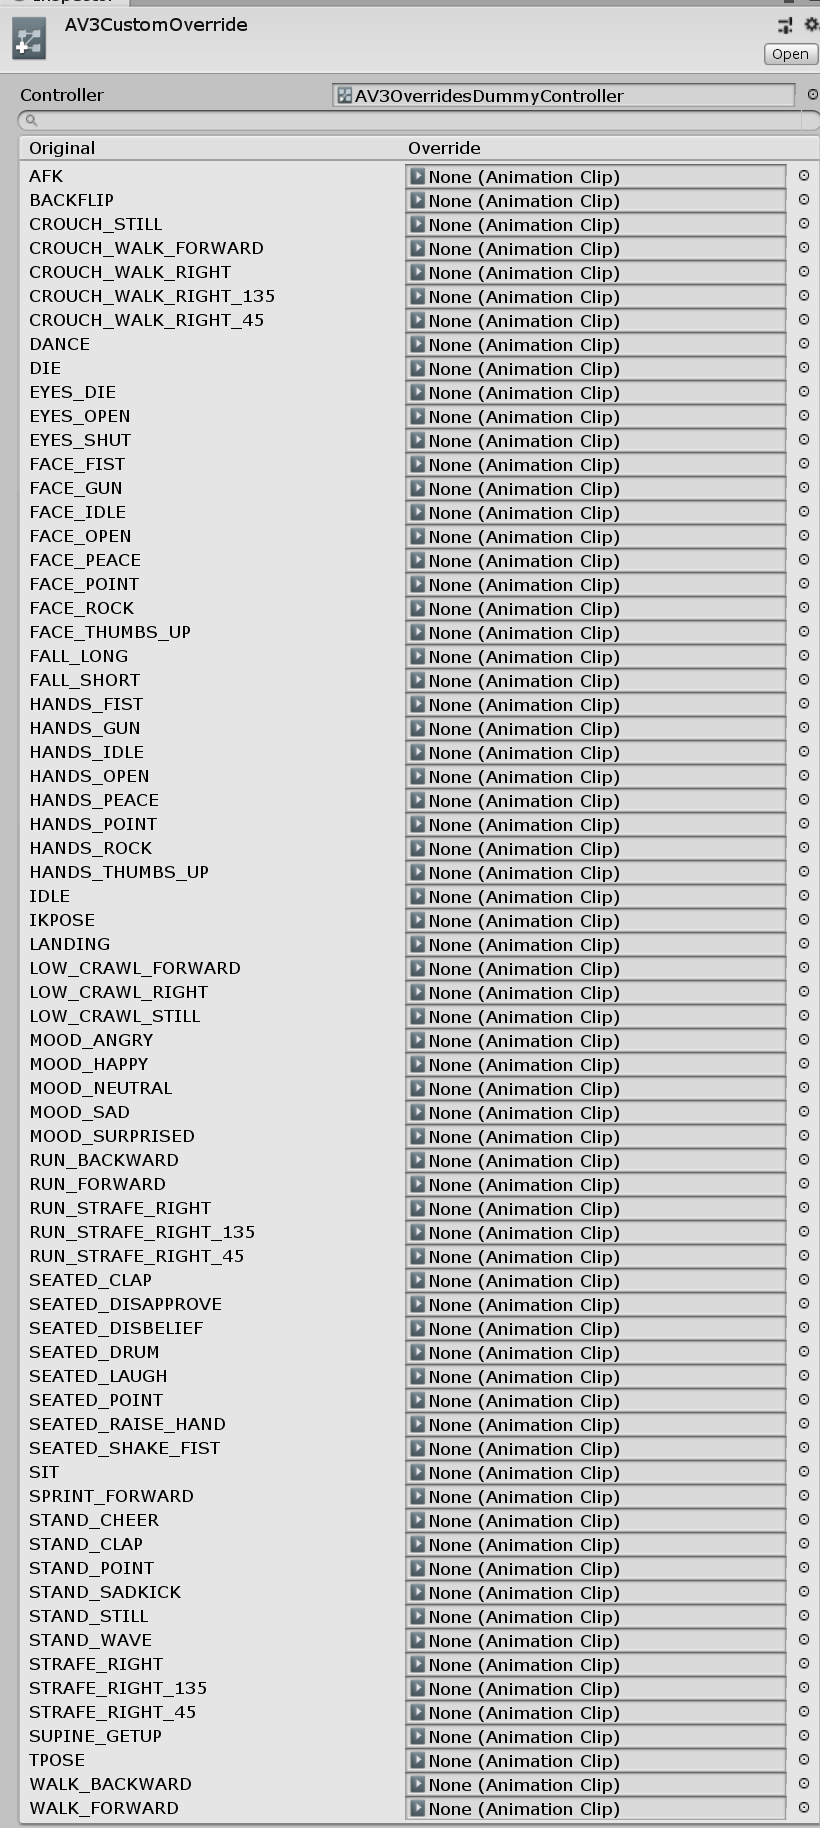 Inspector
AV3CustomOverride
Open
Controller AV3OverridesDummyController
Original Override
AFK None (Animation Clip)
BACKFLIP None (Animation Clip)
CROUCH_STILL None (Animation Clip)
CROUCH_WALK_FORWARD None (Animation Clip)
CROUCH_WALK_RIGHT None (Animation Clip)
CROUCH_WALK_RIGHT_135 None (Animation Clip)
CROUCH_WALK_RIGHT_45 None (Animation Clip)
DANCE None (Animation Clip)
DIE None (Animation Clip)
EYES_DIE None (Animation Clip)
EYES_OPEN None (Animation Clip)
EYES_SHUT None (Animation Clip)
FACE_FIST None (Animation Clip)
FACE_GUN None (Animation Clip)
FACE_IDLE None (Animation Clip)
FACE_OPEN None (Animation Clip)
FACE_PEACE None (Animation Clip)
FACE_POINT None (Animation Clip)
FACE_ROCK None (Animation Clip)
FACE_THUMBS_UP None (Animation Clip)
FALL_LONG None (Animation Clip)
FALL_SHORT None (Animation Clip)
HANDS_FIST None (Animation Clip)
HANDS_GUN None (Animation Clip)
HANDS_IDLE None (Animation Clip)
HANDS_OPEN None (Animation Clip)
HANDS_PEACE None (Animation Clip)
HANDS_POINT None (Animation Clip)
HANDS_ROCK None (Animation Clip)
HANDS_THUMBS_UP None (Animation Clip)
IDLE None (Animation Clip)
IKPOSE None (Animation Clip)
LANDING None (Animation Clip)
LOW_CRAWL_FORWARD None (Animation Clip)
LOW_CRAWL_RIGHT None (Animation Clip)
LOW_CRAWL_STILL None (Animation Clip)
MOOD_ANGRY None (Animation Clip)
MOOD_HAPPY None (Animation Clip)
MOOD_NEUTRAL None (Animation Clip)
MOOD_SAD None (Animation Clip)
MOOD_SURPRISED None (Animation Clip)
RUN_BACKWARD None (Animation Clip)
RUN_FORWARD None (Animation Clip)
RUN_STRAFE_RIGHT None (Animation Clip)
RUN_STRAFE_RIGHT_135 None (Animation Clip)
RUN_STRAFE_RIGHT_45 None (Animation Clip)
SEATED_CLAP None (Animation Clip)
SEATED_DISAPPROVE None (Animation Clip)
SEATED_DISBELIEF None (Animation Clip)
SEATED_DRUM None (Animation Clip)
SEATED_LAUGH None (Animation Clip)
SEATED_POINT None (Animation Clip)
SEATED_RAISE_HAND None (Animation Clip)
SEATED_SHAKE_FIST None (Animation Clip)
SIT None (Animation Clip)
SPRINT_FORWARD None (Animation Clip)
STAND_CHEER None (Animation Clip)
STAND_CLAP None (Animation Clip)
STAND_POINT None (Animation Clip)
STAND_SADKICK None (Animation Clip)
STAND_STILL None (Animation Clip)
STAND_WAVE None (Animation Clip)
STRAFE_RIGHT None (Animation Clip)
STRAFE_RIGHT_135 None (Animation Clip)
STRAFE_RIGHT_45 None (Animation Clip)
SUPINE_GETUP None (Animation Clip)
TPOSE None (Animation Clip)
WALK_BACKWARD None (Animation Clip)
WALK_FORWARD None (Animation Clip)